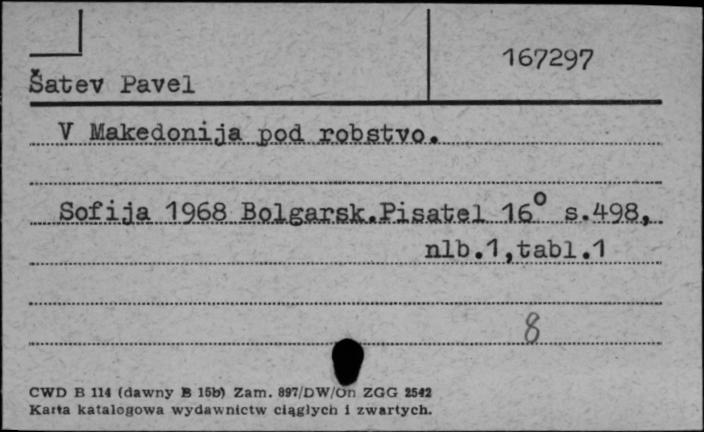 167297
Šatev Pavel
V Makedonija pod robstvo.
Sofija 1968 Bolgarsk.Pisatel 16° s.498,
nlb.1,tabl.1
8
CWD B 114 (dawny B 15b) Zam. 897/DW/On ZGG 2542
Karta katalogowa wydawnictw ciągłych i zwartych.